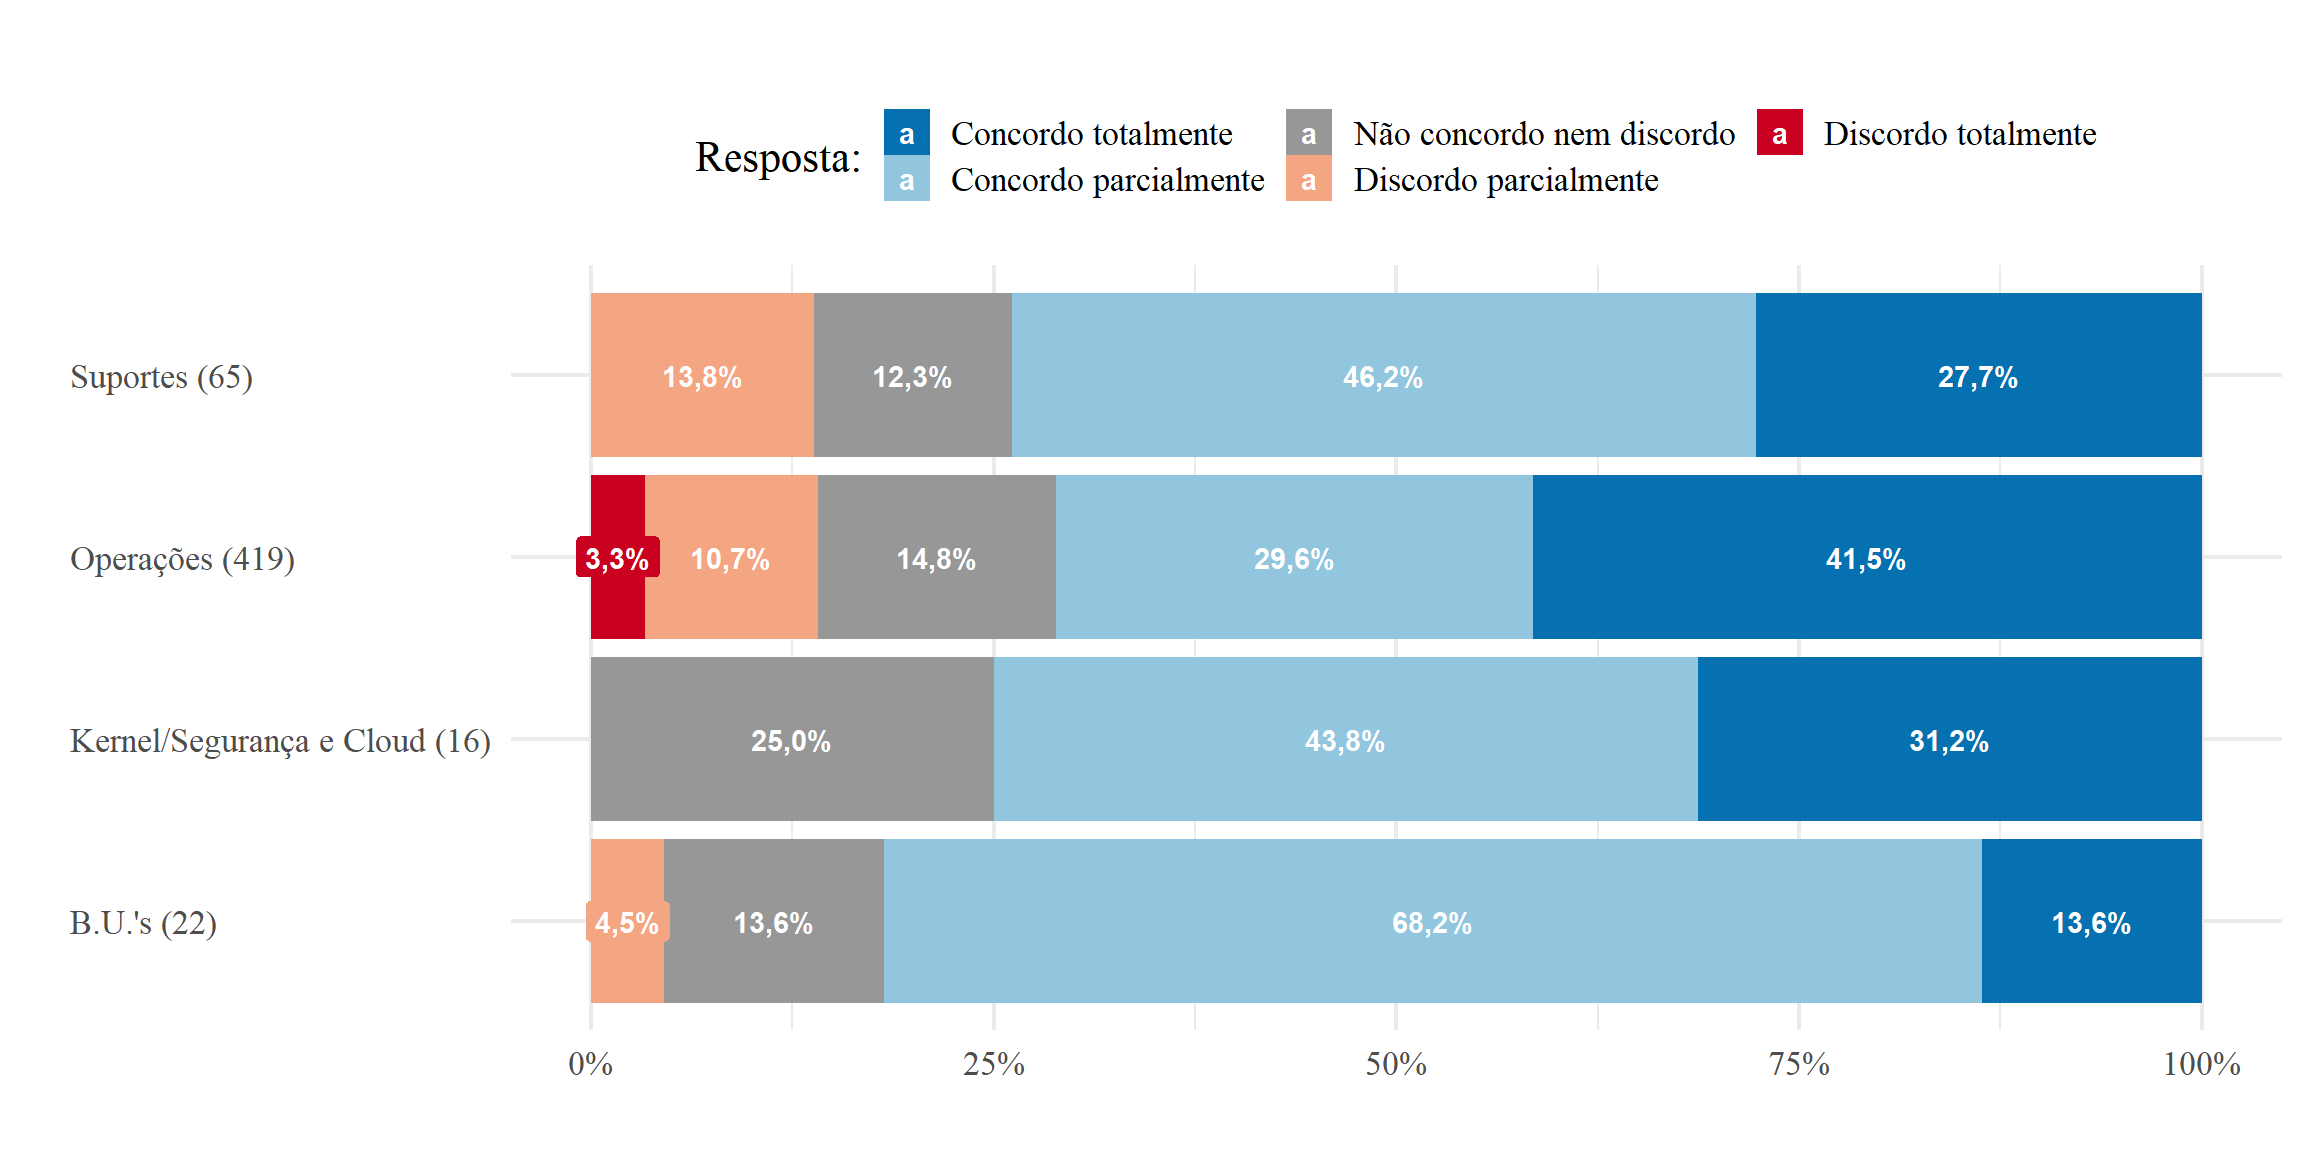 Resposta:
a Concordo totalmente a Não concordo nem discordo a Discordo totalmente
a Concordo parcialmente a Discordo parcialmente
Suportes (65) 13,8% 12,3% 46,2% 27,7%
Operações (419) 3,3% 10,7% 14,8% 29,6% 41,5%
Kernel/Segurança e Cloud (16) 25,0% 43,8% 31,2%
B.U.'s (22) 4,5% 13,6% 68,2% 13,6%
0% 25% 50% 75% 100%